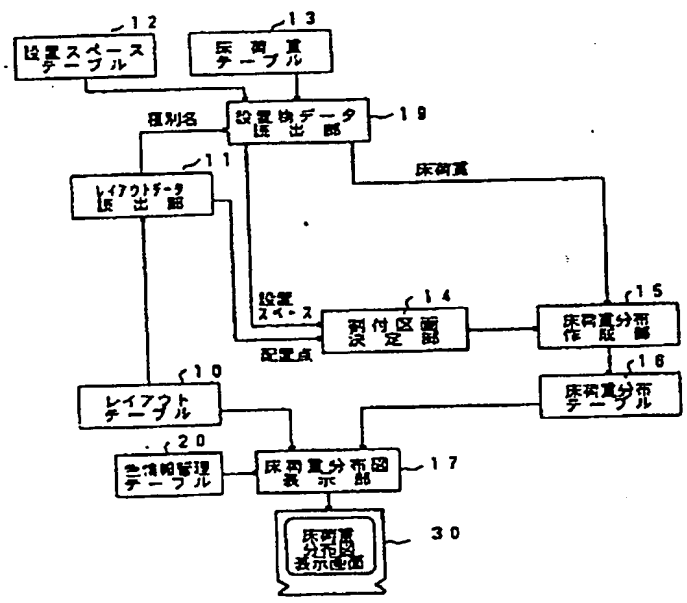 12
設置スペース
テーブル
13
床荷重
テーブル
種別名
設置物データ
読出部
19
11
レイアウトデータ
読出部
床荷重
設置
スペース
14
割付区画
決定部
15
床荷重分布
作成部
配置点
10
レイアウト
テーブル
16
床荷重分布
テーブル
20
色情報管理
テーブル
床荷重分布図
表示部
17
床荷重
分布図
表示画面
30